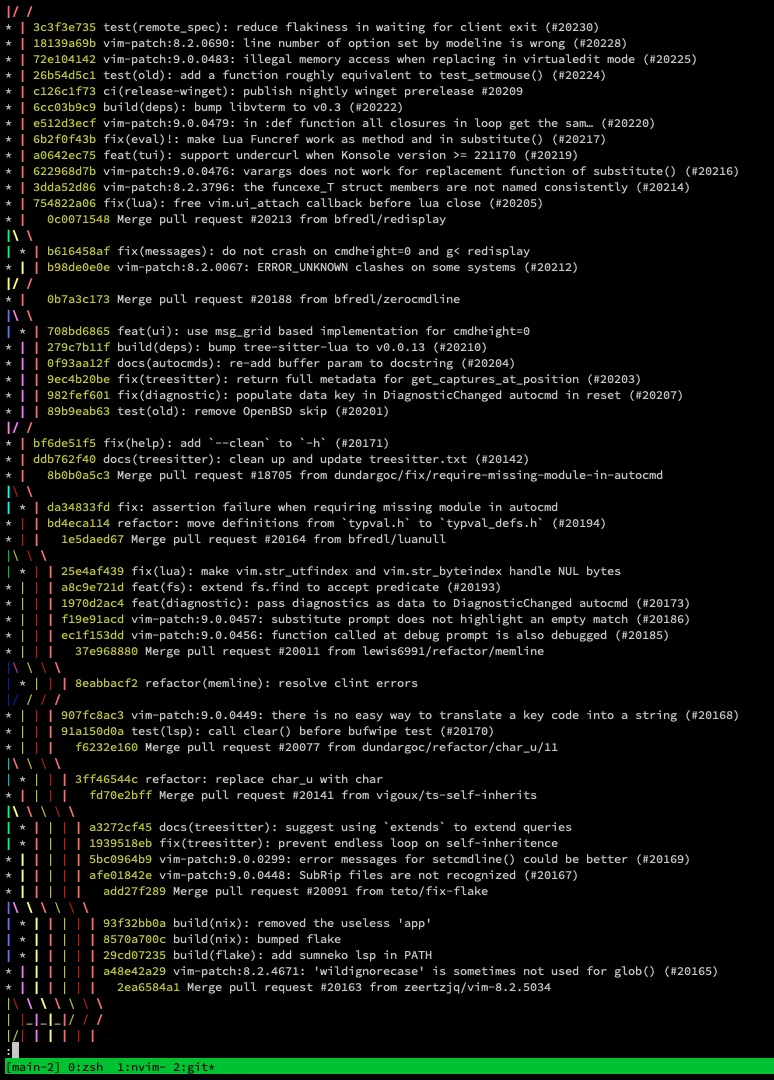 |/ /
* | 3c3f3e735 test(remote_spec): reduce flakiness in waiting for client exit (#20230)
* | 18139a69b vim-patch:8.2.0690: line number of option set by modeline is wrong (#20228)
* | 72e104142 vim-patch:9.0.0483: illegal memory access when replacing in virtualedit mode (#20225)
* | 26b54d5c1 test(old): add a function roughly equivalent to test_setmouse() (#20224)
* | c126c1f73 ci(release-winget): publish nightly winget prerelease #20209
* | 6cc03b9c9 build(deps): bump libvterm to v0.3 (#20222)
* | e512d3ecf vim-patch:9.0.0479: in :def function all closures in loop get the sam… (#20220)
* | 6b2f0f43b fix(eval)!: make Lua Funcref work as method and in substitute() (#20217)
* | a0642ec75 feat(tui): support undercurl when Konsole version >= 221170 (#20219)
* | 622968d7b vim-patch:9.0.0476: varargs does not work for replacement function of substitute() (#20216)
* | 3dda52d86 vim-patch:8.2.3796: the funcexe_T struct members are not named consistently (#20214)
* | 754822a06 fix(lua): free vim.ui_attach callback before lua close (#20205)
* |   0c0071548 Merge pull request #20213 from bfredl/redisplay
|\ \
| * | b616458af fix(messages): do not crash on cmdheight=0 and g< redisplay
* | | b98de0e0e vim-patch:8.2.0067: ERROR_UNKNOWN clashes on some systems (#20212)
|/ /
* |   0b7a3c173 Merge pull request #20188 from bfredl/zerocmdline
|\ \
| * | 708bd6865 feat(ui): use msg_grid based implementation for cmdheight=0
* | | 279c7b11f build(deps): bump tree-sitter-lua to v0.0.13 (#20210)
* | | 0f93aa12f docs(autocmds): re-add buffer param to docstring (#20204)
* | | 9ec4b20be fix(treesitter): return full metadata for get_captures_at_position (#20203)
* | | 982fef601 fix(diagnostic): populate data key in DiagnosticChanged autocmd in reset (#20207)
* | | 89b9eab63 test(old): remove OpenBSD skip (#20201)
|/ /
* | bf6de51f5 fix(help): add `--clean` to `-h` (#20171)
* | ddb762f40 docs(treesitter): clean up and update treesitter.txt (#20142)
* |   8b0b0a5c3 Merge pull request #18705 from dundargoc/fix/require-missing-module-in-autocmd
|\ \
| * | da34833fd fix: assertion failure when requiring missing module in autocmd
* | | bd4eca114 refactor: move definitions from `typval.h` to `typval_defs.h` (#20194)
* | |   1e5daed67 Merge pull request #20164 from bfredl/luanull
|\ \ \
| * | | 25e4af439 fix(lua): make vim.str_utfindex and vim.str_byteindex handle NUL bytes
* | | | a8c9e721d feat(fs): extend fs.find to accept predicate (#20193)
* | | | 1970d2ac4 feat(diagnostic): pass diagnostics as data to DiagnosticChanged autocmd (#20173)
* | | | f19e91acd vim-patch:9.0.0457: substitute prompt does not highlight an empty match (#20186)
* | | | ec1f153dd vim-patch:9.0.0456: function called at debug prompt is also debugged (#20185)
* | | |   37e968880 Merge pull request #20011 from lewis6991/refactor/memline
|\ \ \ \
| * | | | 8eabbacf2 refactor(memline): resolve clint errors
|/ / / /
* | | | 907fc8ac3 vim-patch:9.0.0449: there is no easy way to translate a key code into a string (#20168)
* | | | 91a150d0a test(lsp): call clear() before bufwipe test (#20170)
* | | |   f6232e160 Merge pull request #20077 from dundargoc/refactor/char_u/11
|\ \ \ \
| * | | | 3ff46544c refactor: replace char_u with char
* | | | |   fd70e2bff Merge pull request #20141 from vigoux/ts-self-inherits
|\ \ \ \ \
| * | | | | a3272cf45 docs(treesitter): suggest using `extends` to extend queries
| * | | | | 1939518eb fix(treesitter): prevent endless loop on self-inheritence
* | | | | | 5bc0964b9 vim-patch:9.0.0299: error messages for setcmdline() could be better (#20169)
* | | | | | afe01842e vim-patch:9.0.0448: SubRip files are not recognized (#20167)
* | | | | |   add27f289 Merge pull request #20091 from teto/fix-flake
|\ \ \ \ \ \
| * | | | | | 93f32bb0a build(nix): removed the useless 'app'
| * | | | | | 8570a700c build(nix): bumped flake
| * | | | | | 29cd07235 build(flake): add sumneko lsp in PATH
* | | | | | | a48e42a29 vim-patch:8.2.4671: 'wildignorecase' is sometimes not used for glob() (#20165)
* | | | | | |   2ea6584a1 Merge pull request #20163 from zeertzjq/vim-8.2.5034
|\ \ \ \ \ \ \
| |_|_|_|/ / /
|/| | | | | |
:
[main-2] 0:zsh  1:nvim- 2:git*